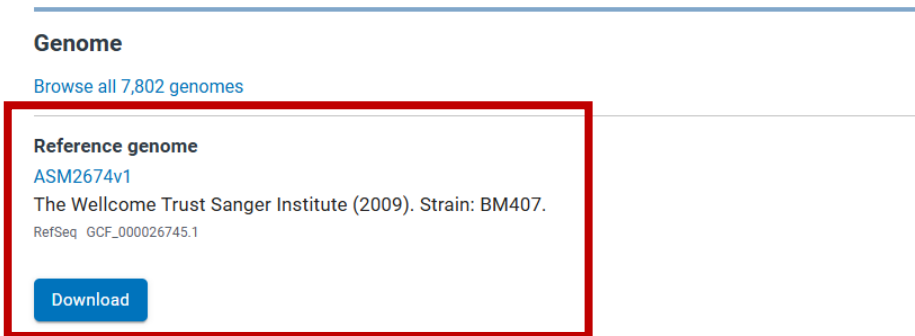 Genome
Browse all 7,802 genomes
Reference genome
ASM2674v1
The Wellcome Trust Sanger Institute (2009). Strain: BM407.
RefSeq GCF_000026745.1
Download